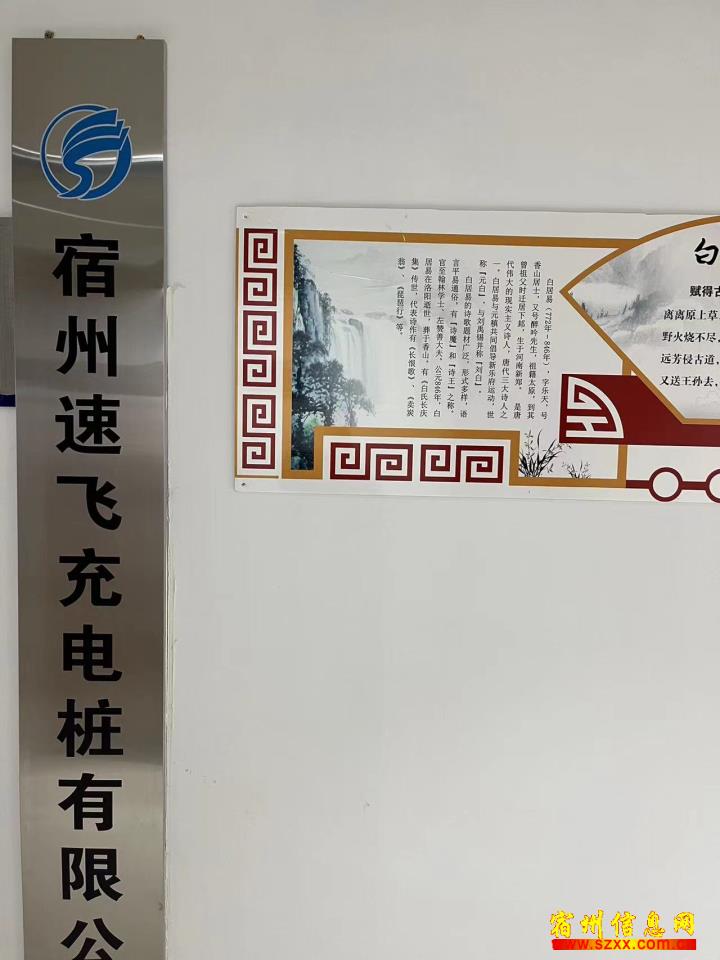 宿州速飞充电桩有限公
白
赋得古
离离原上草
野火烧不尽，
远芳侵古道，
又送王孙去，
白居易（772年-846年），字乐天，号
香山居士，又号醉吟先生，祖籍太原，到其
曾祖父时迁居下邽，生于河南新郑。是唐
代伟大的现实主义诗人，唐代三大诗人之
一。白居易与元稹共同倡导新乐府运动，世
称『元白』，与刘禹锡并称『刘白』。
白居易的诗歌题材广泛，形式多样，语
言平易通俗，有『诗魔』和『诗王』之称。
官至翰林学士、左赞善大夫。公元846年，白
居易在洛阳逝世，葬于香山。有《白氏长庆
集》传世，代表诗作有《长恨歌》、《卖炭
翁》、《琵琶行》等。
宿州信息网
www.szxx.com.cn